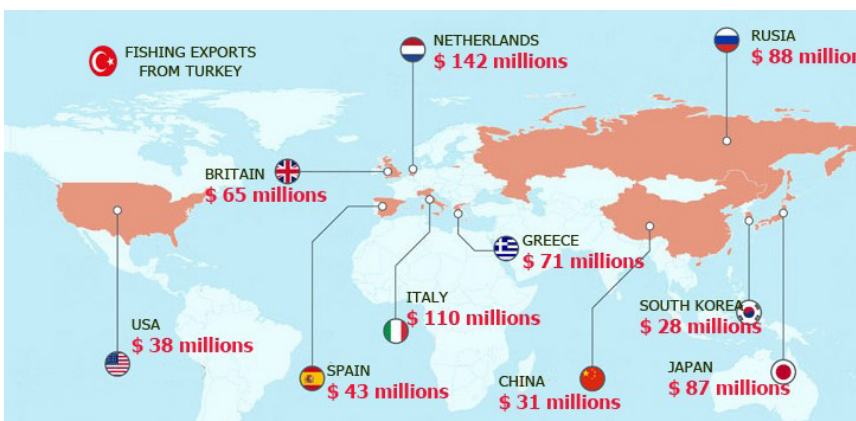 FISHING EXPORTS
FROM TURKEY
NETHERLANDS
$ 142 millions
RUSIA
$ 88 million
BRITAIN
$ 65 millions
GREECE
$ 71 millions
ITALY
$ 110 millions
SOUTH KOREA
$ 28 millions
USA
$ 38 millions
SPAIN
$ 43 millions
CHINA
$ 31 millions
JAPAN
$ 87 millions